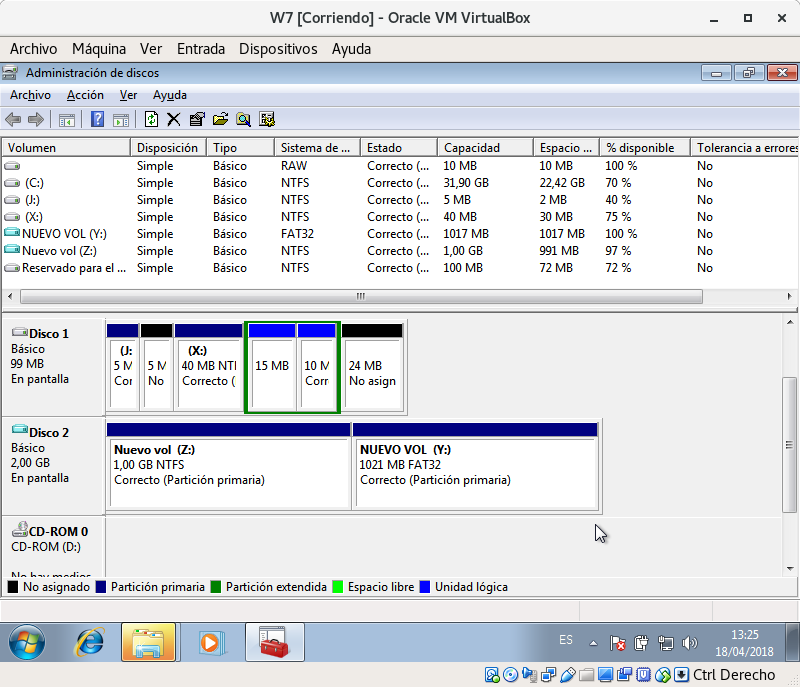 W7 [Corriendo] - Oracle VM VirtualBox
Archivo Máquina Ver Entrada Dispositivos Ayuda
Administración de discos
Archivo Acción Ver Ayuda
Volumen Disposición Tipo Sistema de ... Estado Capacidad Espacio ... % disponible Tolerancia a errores
Simple Básico RAW Correcto (... 10 MB 10 MB 100 % No
(C:) Simple Básico NTFS Correcto (... 31,90 GB 22,42 GB 70 % No
(J:) Simple Básico NTFS Correcto (... 5 MB 2 MB 40 % No
(X:) Simple Básico NTFS Correcto (... 40 MB 30 MB 75 % No
NUEVO VOL (Y:) Simple Básico FAT32 Correcto (... 1017 MB 1017 MB 100 % No
Nuevo vol (Z:) Simple Básico NTFS Correcto (... 1,00 GB 991 MB 97 % No
Reservado para el ... Simple Básico NTFS Correcto (... 100 MB 72 MB 72 % No
Disco 1
Básico
99 MB
En pantalla
(J:
5 M
Cor
5 M
No
(X:)
40 MB NTI
Correcto (
15 MB
10 M
Corr
24 MB
No asign
Disco 2
Básico
2,00 GB
En pantalla
Nuevo vol (Z:)
1,00 GB NTFS
Correcto (Partición primaria)
NUEVO VOL (Y:)
1021 MB FAT32
Correcto (Partición primaria)
CD-ROM 0
CD-ROM (D:)
No hay medios
No asignado Partición primaria Partición extendida Espacio libre Unidad lógica
ES
13:25
18/04/2018
Ctrl Derecho